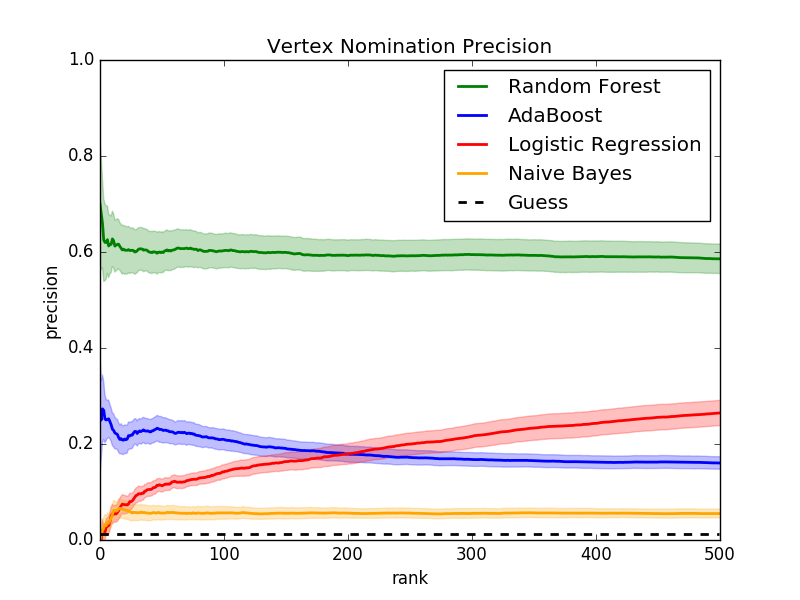 Vertex Nomination Precision
1.0
0.8
0.6
0.4
0.2
0.0
precision
0
100
200
300
400
500
rank
Random Forest
AdaBoost
Logistic Regression
Naive Bayes
Guess